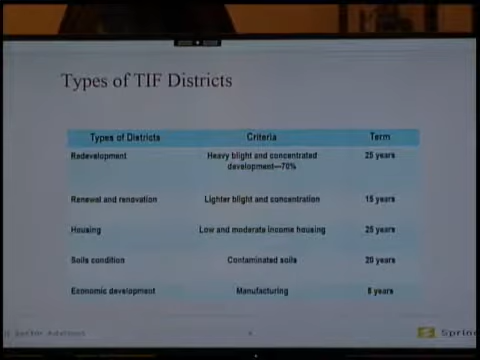 Types of TIF Districts
Types of Districts Criteria Term
Redevelopment Heavy blight and concentrated development—70% 25 years
Renewal and renovation Lighter blight and concentration 15 years
Housing Low and moderate income housing 25 years
Soils condition Contaminated soils 20 years
Economic development Manufacturing 8 years
Sector Advisors
Sprin